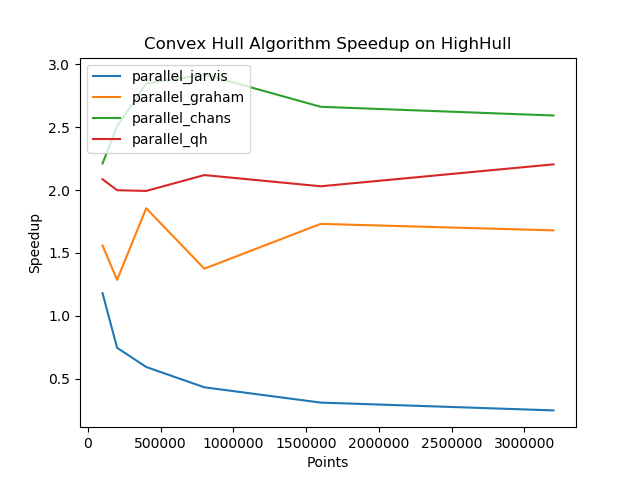 Convex Hull Algorithm Speedup on HighHull
parallel_jarvis
parallel_graham
parallel_chans
parallel_qh
Speedup
3.0
2.5
2.0
1.5
1.0
0.5
0 500000 1000000 1500000 2000000 2500000 3000000
Points